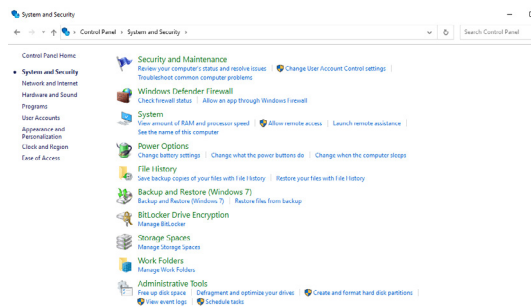 System and Security
Control Panel > System and Security >
Search Control Panel
Control Panel Home
System and Security
Network and Internet
Hardware and Sound
Programs
User Accounts
Appearance and
Personalization
Clock and Region
Ease of Access
Security and Maintenance
Review your computer's status and resolve issues | Change User Account Control settings |
Troubleshoot common computer problems
Windows Defender Firewall
Check firewall status | Allow an app through Windows Firewall
System
View amount of RAM and processor speed | Allow remote access | Launch remote assistance |
See the name of this computer
Power Options
Change battery settings | Change what the power buttons do | Change when the computer sleeps
File History
Save backup copies of your files with File History | Restore your files with File History
Backup and Restore (Windows 7)
Backup and Restore (Windows 7) | Restore files from backup
BitLocker Drive Encryption
Manage BitLocker
Storage Spaces
Manage Storage Spaces
Work Folders
Manage Work Folders
Administrative Tools
Free up disk space | Defragment and optimize your drives | Create and format hard disk partitions |
View event logs | Schedule tasks